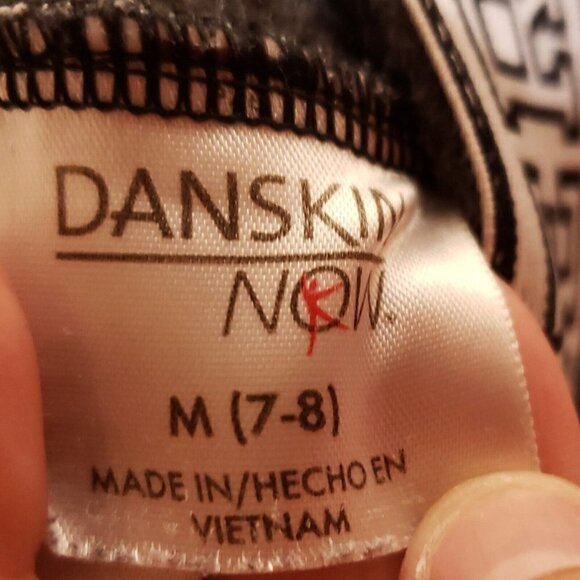 DANSKIN
NOW.
M (7-8)
MADE IN/HECHO EN
VIETNAM